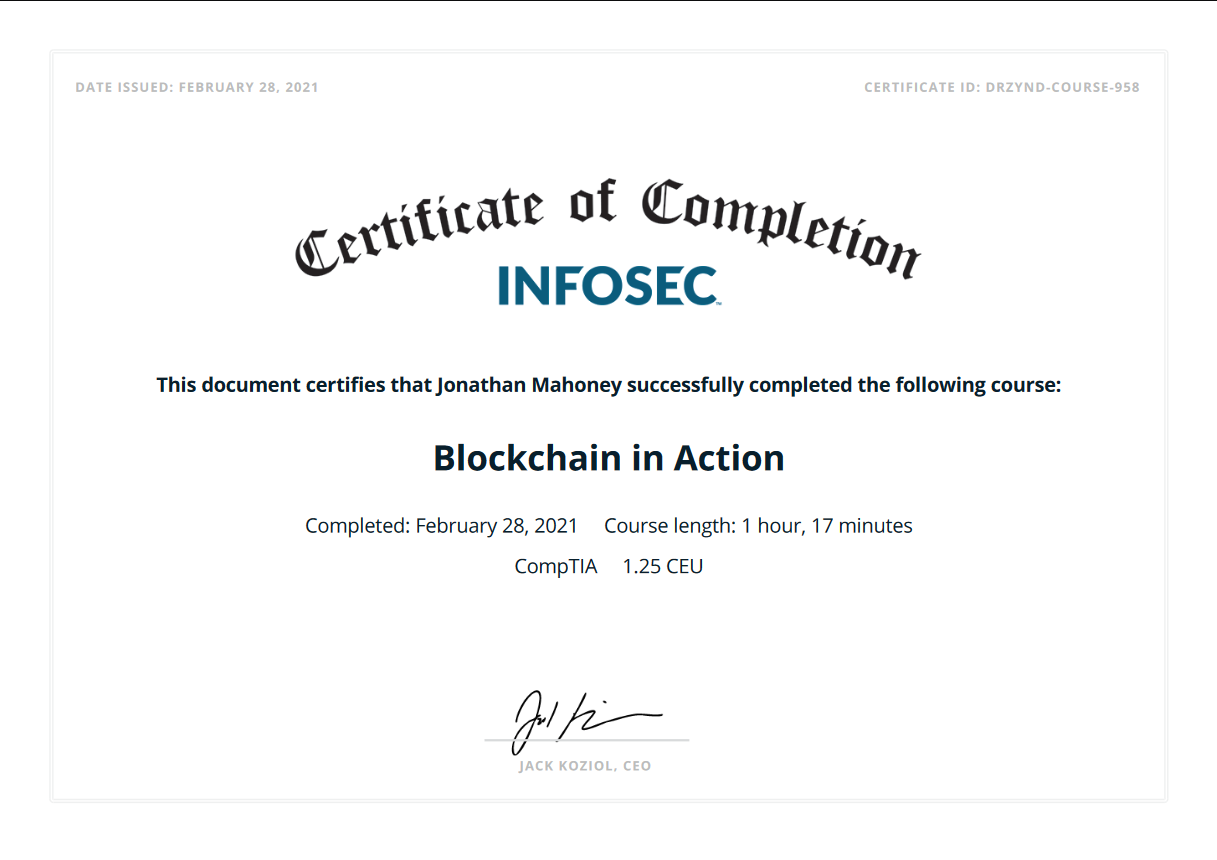 DATE ISSUED: FEBRUARY 28, 2021
CERTIFICATE ID: DRZYND-COURSE-958
Certificate of Completion
INFOSEC™
This document certifies that Jonathan Mahoney successfully completed the following course:
Blockchain in Action
Completed: February 28, 2021 Course length: 1 hour, 17 minutes
CompTIA 1.25 CEU
JACK KOZIOL, CEO